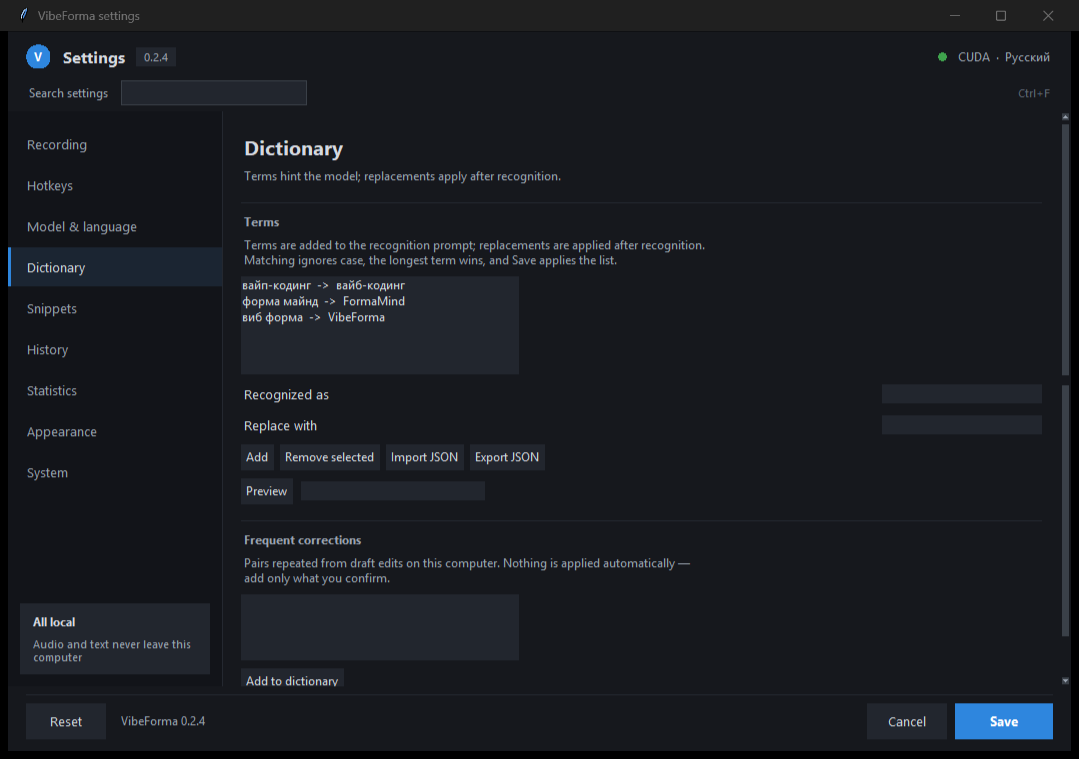 VibeForma settings
V Settings 0.2.4
CUDA · Русский
Search settings
Ctrl+F
Recording
Hotkeys
Model & language
Dictionary
Snippets
History
Statistics
Appearance
System
All local
Audio and text never leave this
computer
Dictionary
Terms hint the model; replacements apply after recognition.
Terms
Terms are added to the recognition prompt; replacements are applied after recognition.
Matching ignores case, the longest term wins, and Save applies the list.
вайп-кодинг -> вайб-кодинг
форма майнд -> FormaMind
виб форма -> VibeForma
Recognized as
Replace with
Add Remove selected Import JSON Export JSON
Preview
Frequent corrections
Pairs repeated from draft edits on this computer. Nothing is applied automatically —
add only what you confirm.
Add to dictionary
Reset VibeForma 0.2.4 Cancel Save